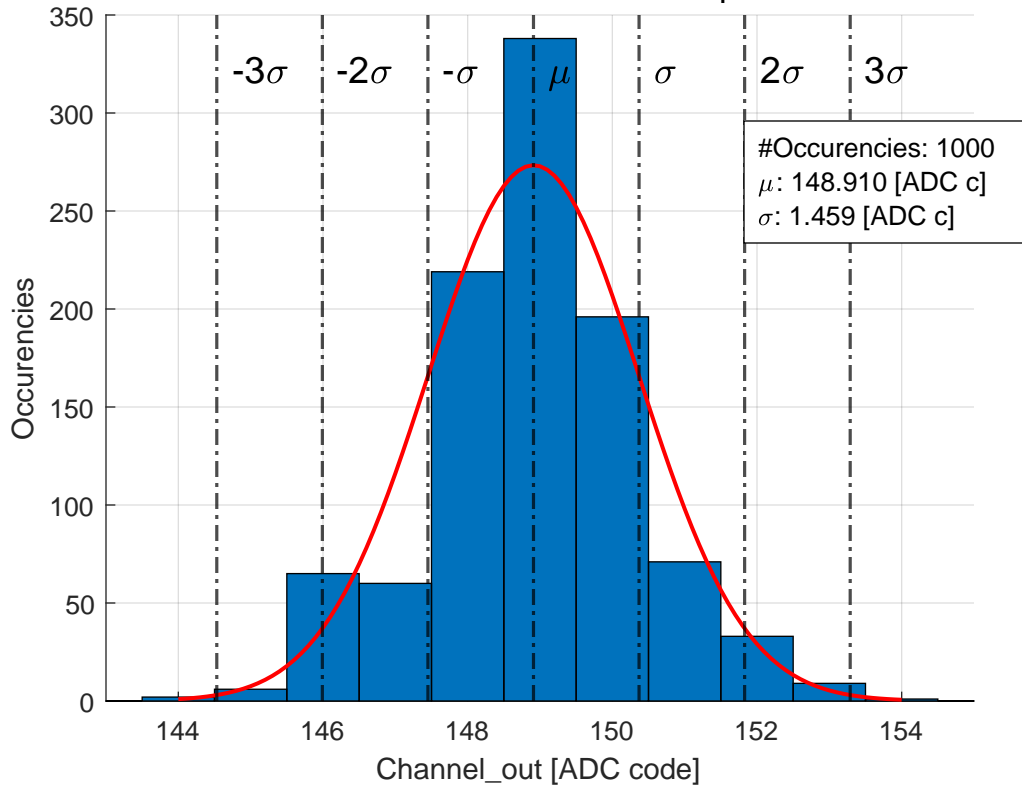 350
300
250
200
150
100
50
0
-3σ
-2σ
-σ
μ
σ
2σ
3σ
#Occurencies: 1000
μ: 148.910 [ADC c]
σ: 1.459 [ADC c]
Occurencies
144
146
148
150
152
154
Channel_out [ADC code]